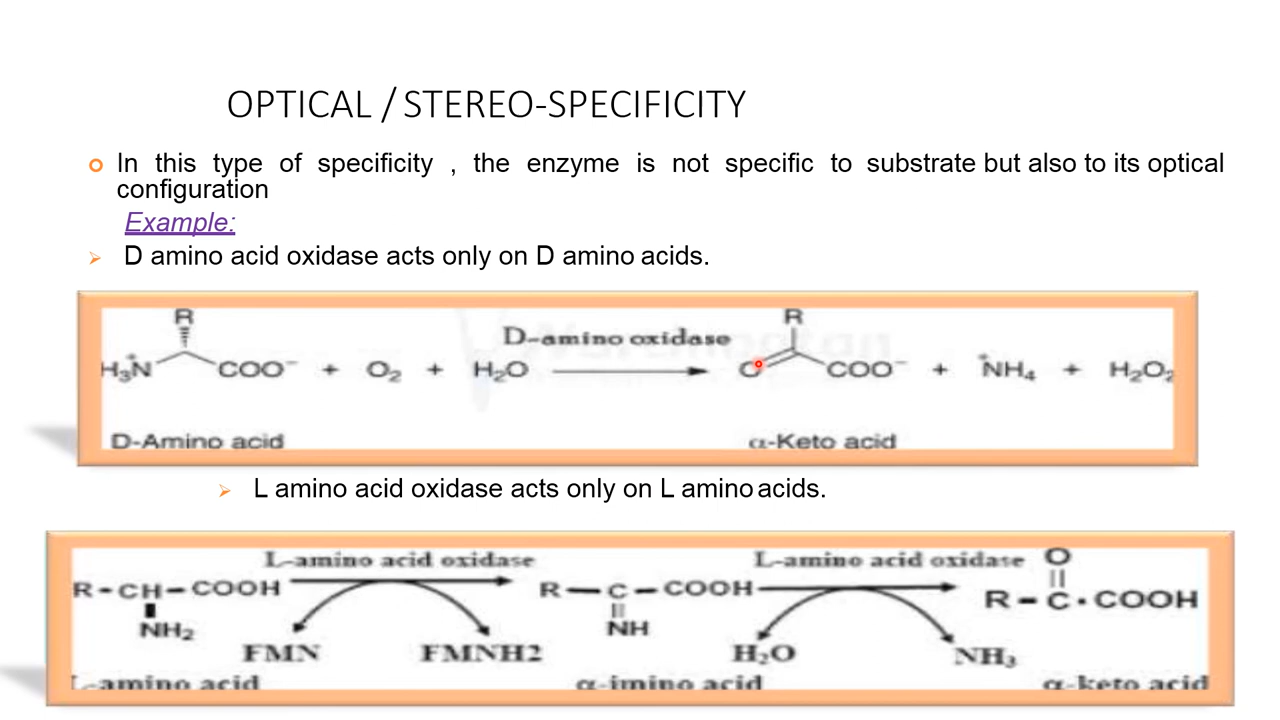 OPTICAL / STEREO-SPECIFICITY
In this type of specificity , the enzyme is not specific to substrate but also to its optical
configuration
Example:
D amino acid oxidase acts only on D amino acids.
R D-amino oxidase R
H₃N⁺ COO⁻ + O₂ + H₂O O COO⁻ + ⁺NH₄ + H₂O₂
D-Amino acid α-Keto acid
L amino acid oxidase acts only on L amino acids.
L-amino acid oxidase L-amino acid oxidase O
R-CH-COOH R-C-COOH R-C·COOH
NH₂ NH
FMN FMNH2 H₂O NH₃
L-amino acid α-imino acid α-keto acid